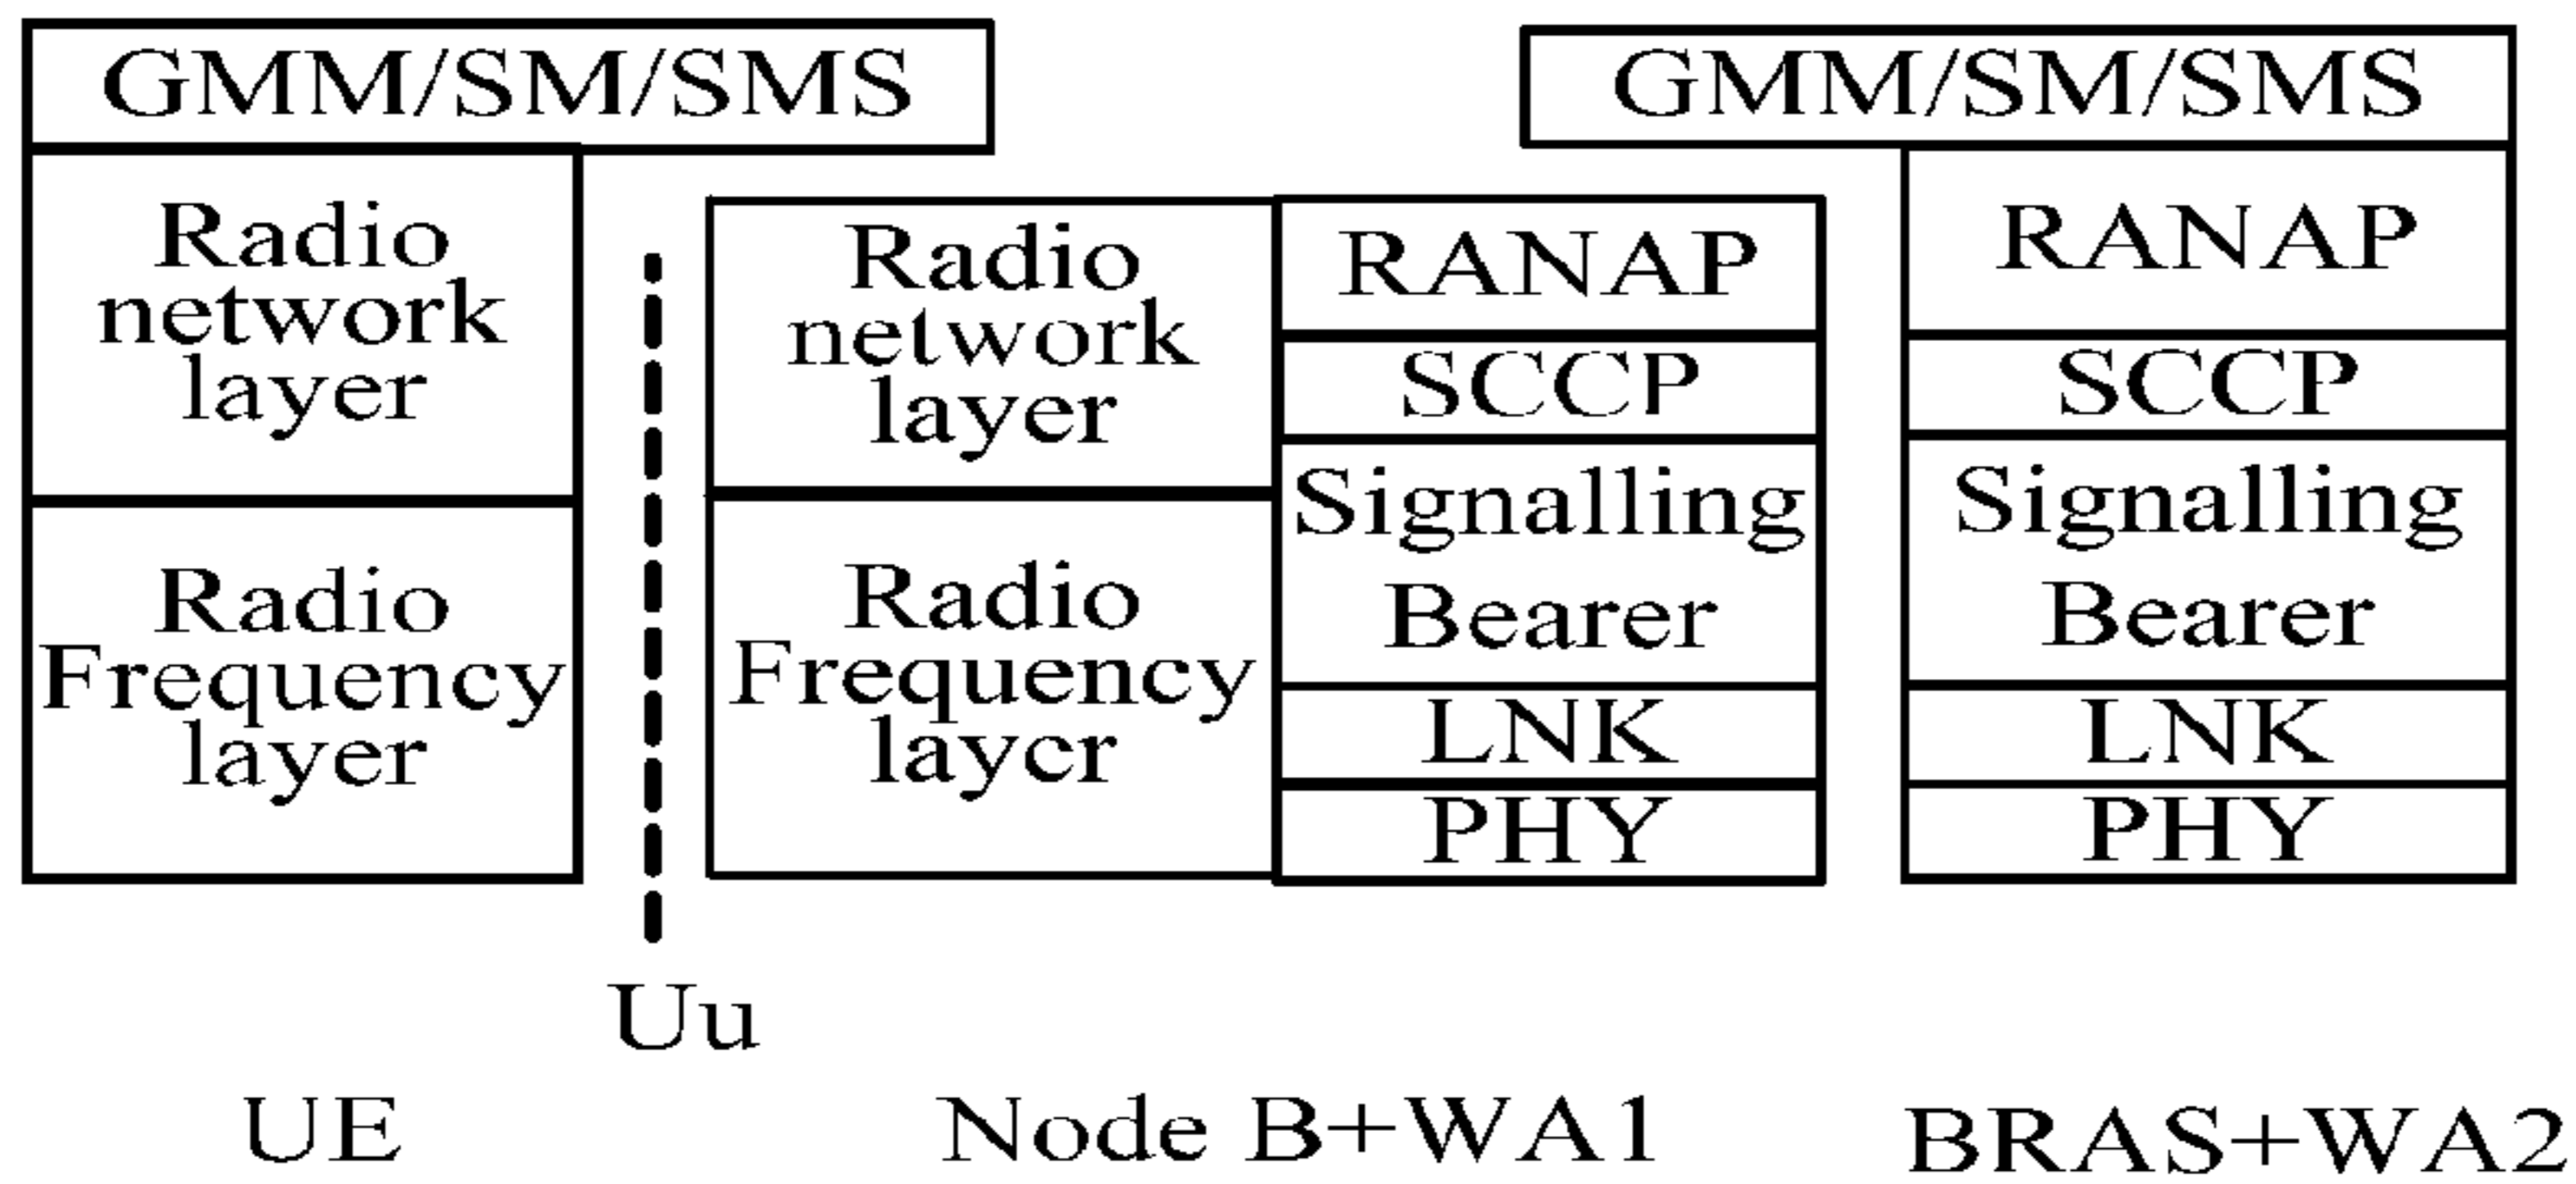 GMM/SM/SMS
Radio
network
layer
Radio
Frequency
layer
Uu
UE
Radio
network
layer
Radio
Frequency
layer
RANAP
SCCP
Signalling
Bearer
LNK
PHY
Node B+WA1
GMM/SM/SMS
RANAP
SCCP
Signalling
Bearer
LNK
PHY
BRAS+WA2